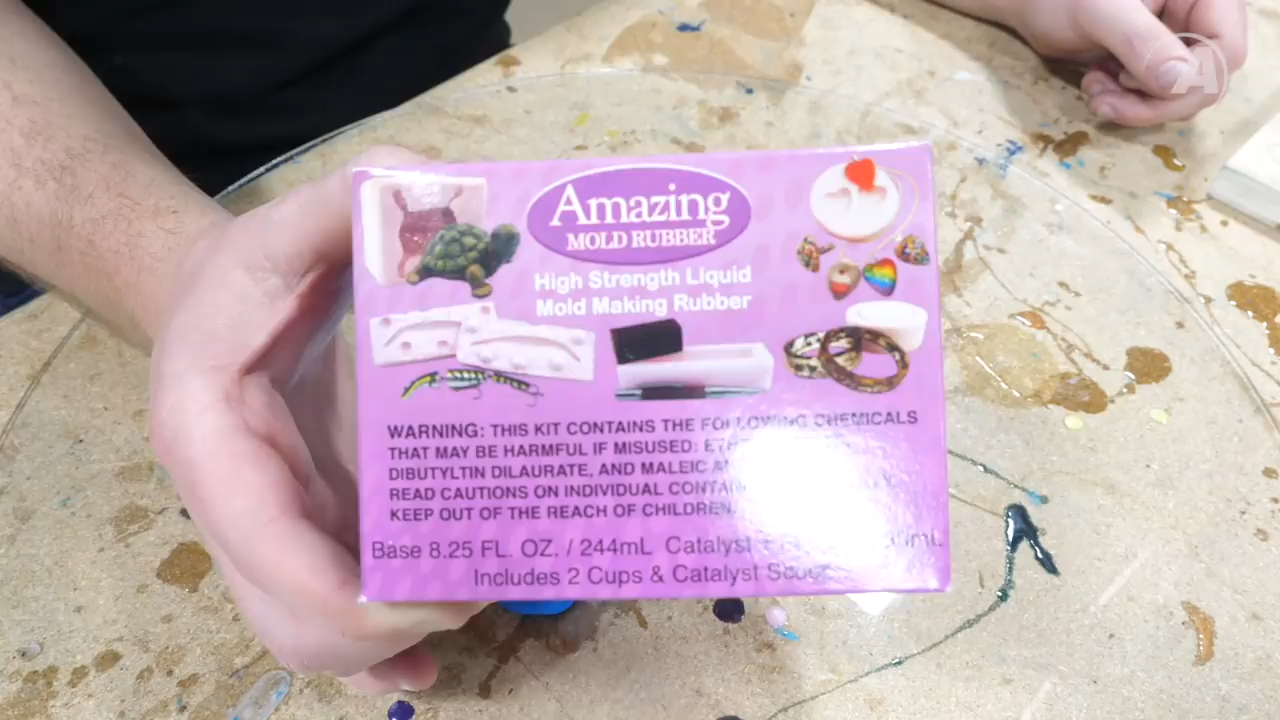 Amazing
MOLD RUBBER
High Strength Liquid
Mold Making Rubber
WARNING: THIS KIT CONTAINS THE FOLLOWING CHEMICALS
THAT MAY BE HARMFUL IF MISUSED:
DIBUTYLTIN DILAURATE, AND MALEIC
READ CAUTIONS ON INDIVIDUAL
KEEP OUT OF THE REACH OF CHILDREN.
Base 8.25 FL. OZ. / 244mL Catalyst
Includes 2 Cups & Catalyst
A